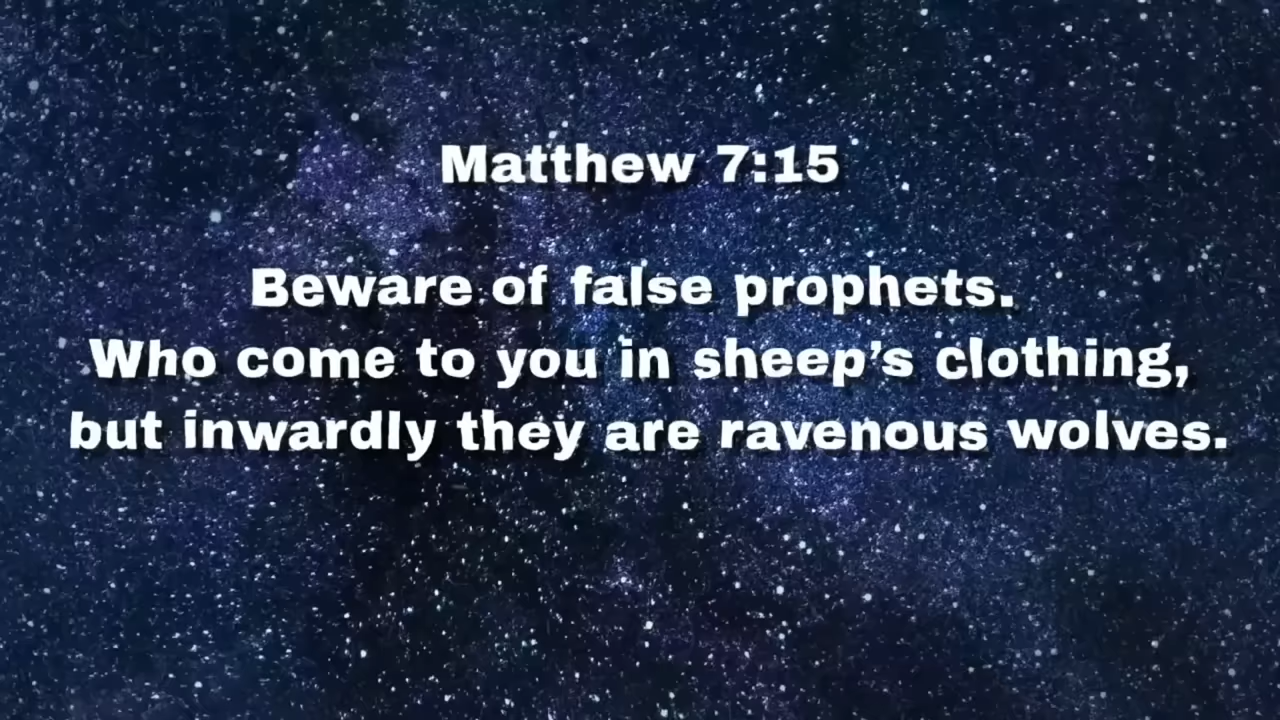 Matthew 7:15
Beware of false prophets.
Who come to you in sheep’s clothing,
but inwardly they are ravenous wolves.